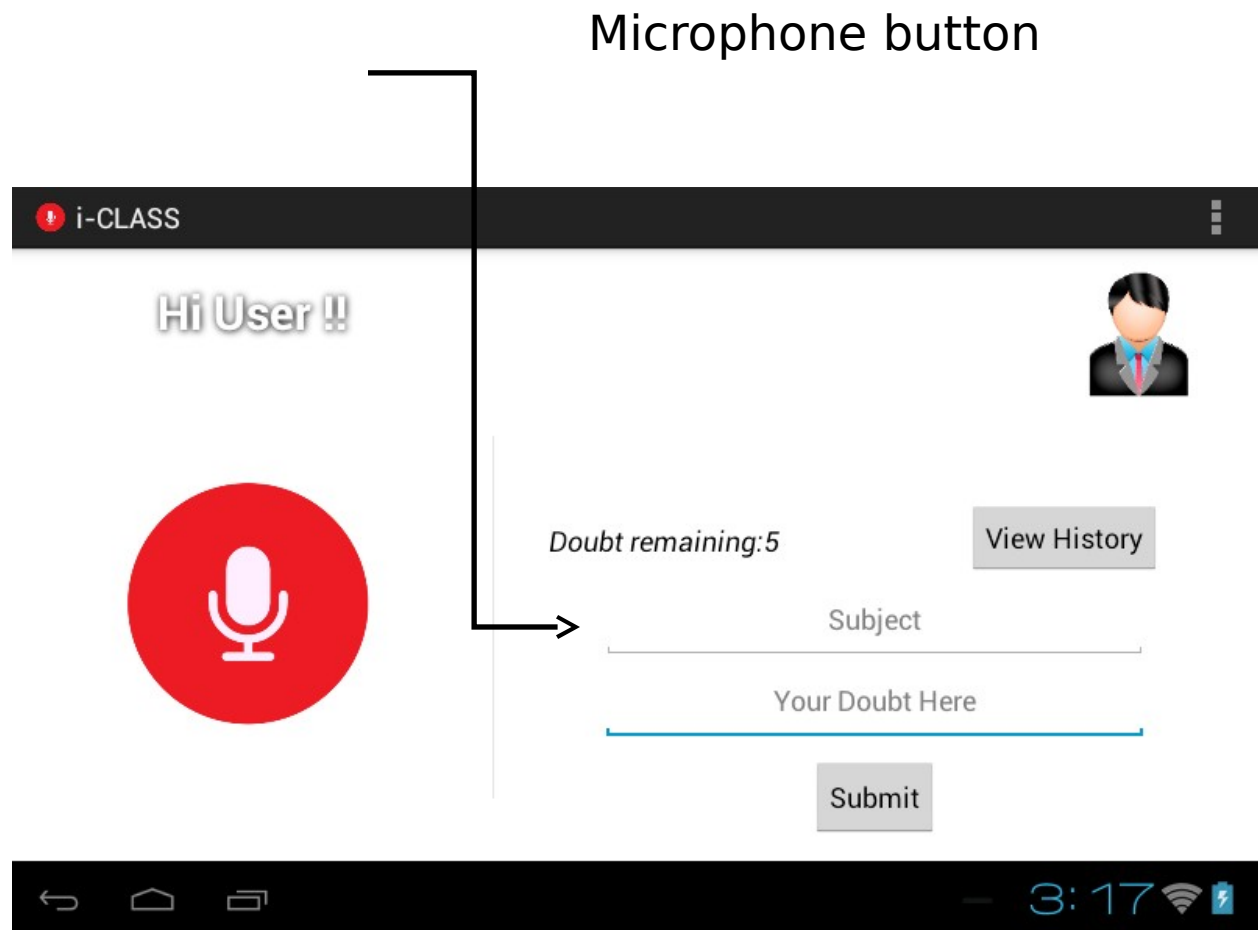 Microphone button
i-CLASS
Hi User !!
Doubt remaining:5
View History
Subject
Your Doubt Here
Submit
3:17